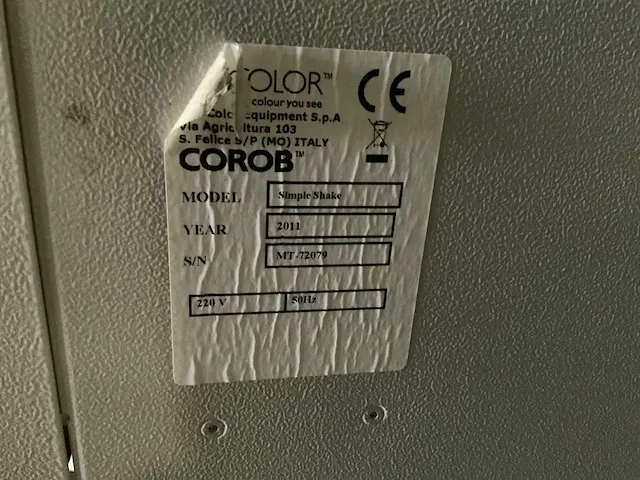 COLOR™
colour you see
Color Equipment S.p.A
Via Agricoltura 103
S. Felice S/P (MO) ITALY
COROB™
MODEL Simple Shake
YEAR 2011
S/N MT-72079
220 V 50Hz
CE